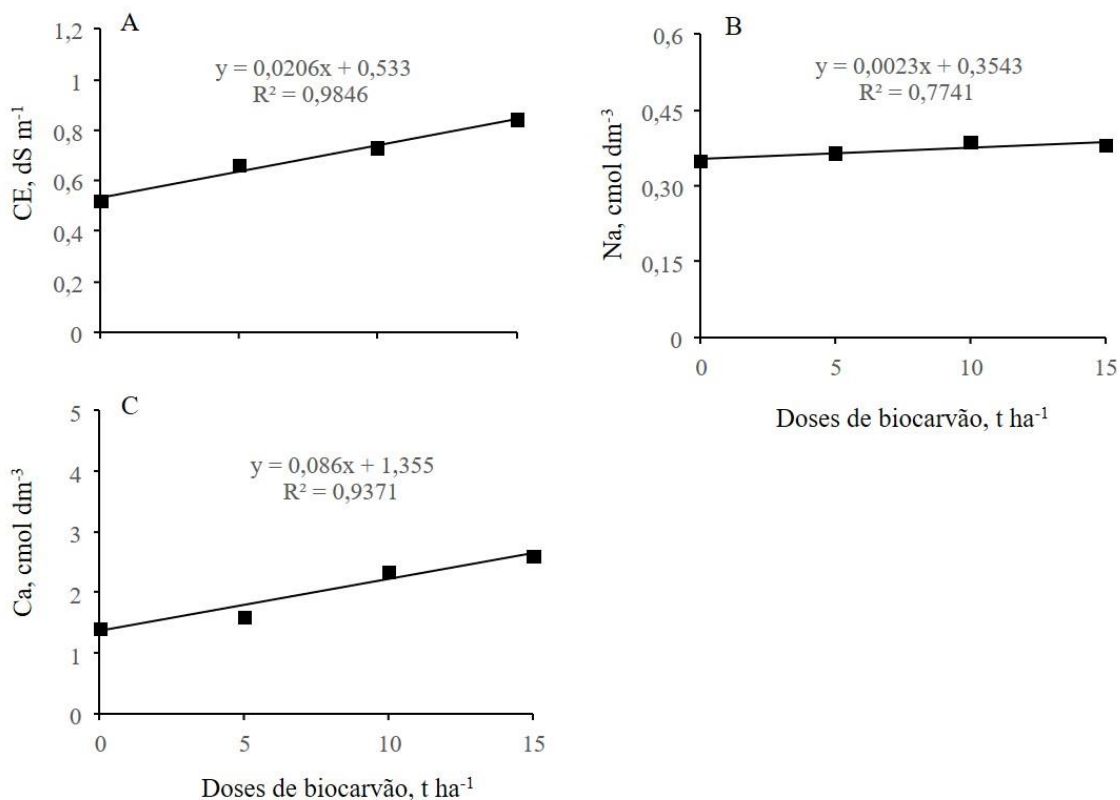 A
1,2
1
0,8
0,6
0,4
0,2
0
CE, dS m⁻¹
y = 0,0206x + 0,533
R² = 0,9846
B
0,6
0,45
0,30
0,15
0
Na, cmol dm⁻³
y = 0,0023x + 0,3543
R² = 0,7741
0 5 10 15
Doses de biocarvão, t ha⁻¹
C
5
4
3
2
1
0
Ca, cmol dm⁻³
y = 0,086x + 1,355
R² = 0,9371
0 5 10 15
Doses de biocarvão, t ha⁻¹